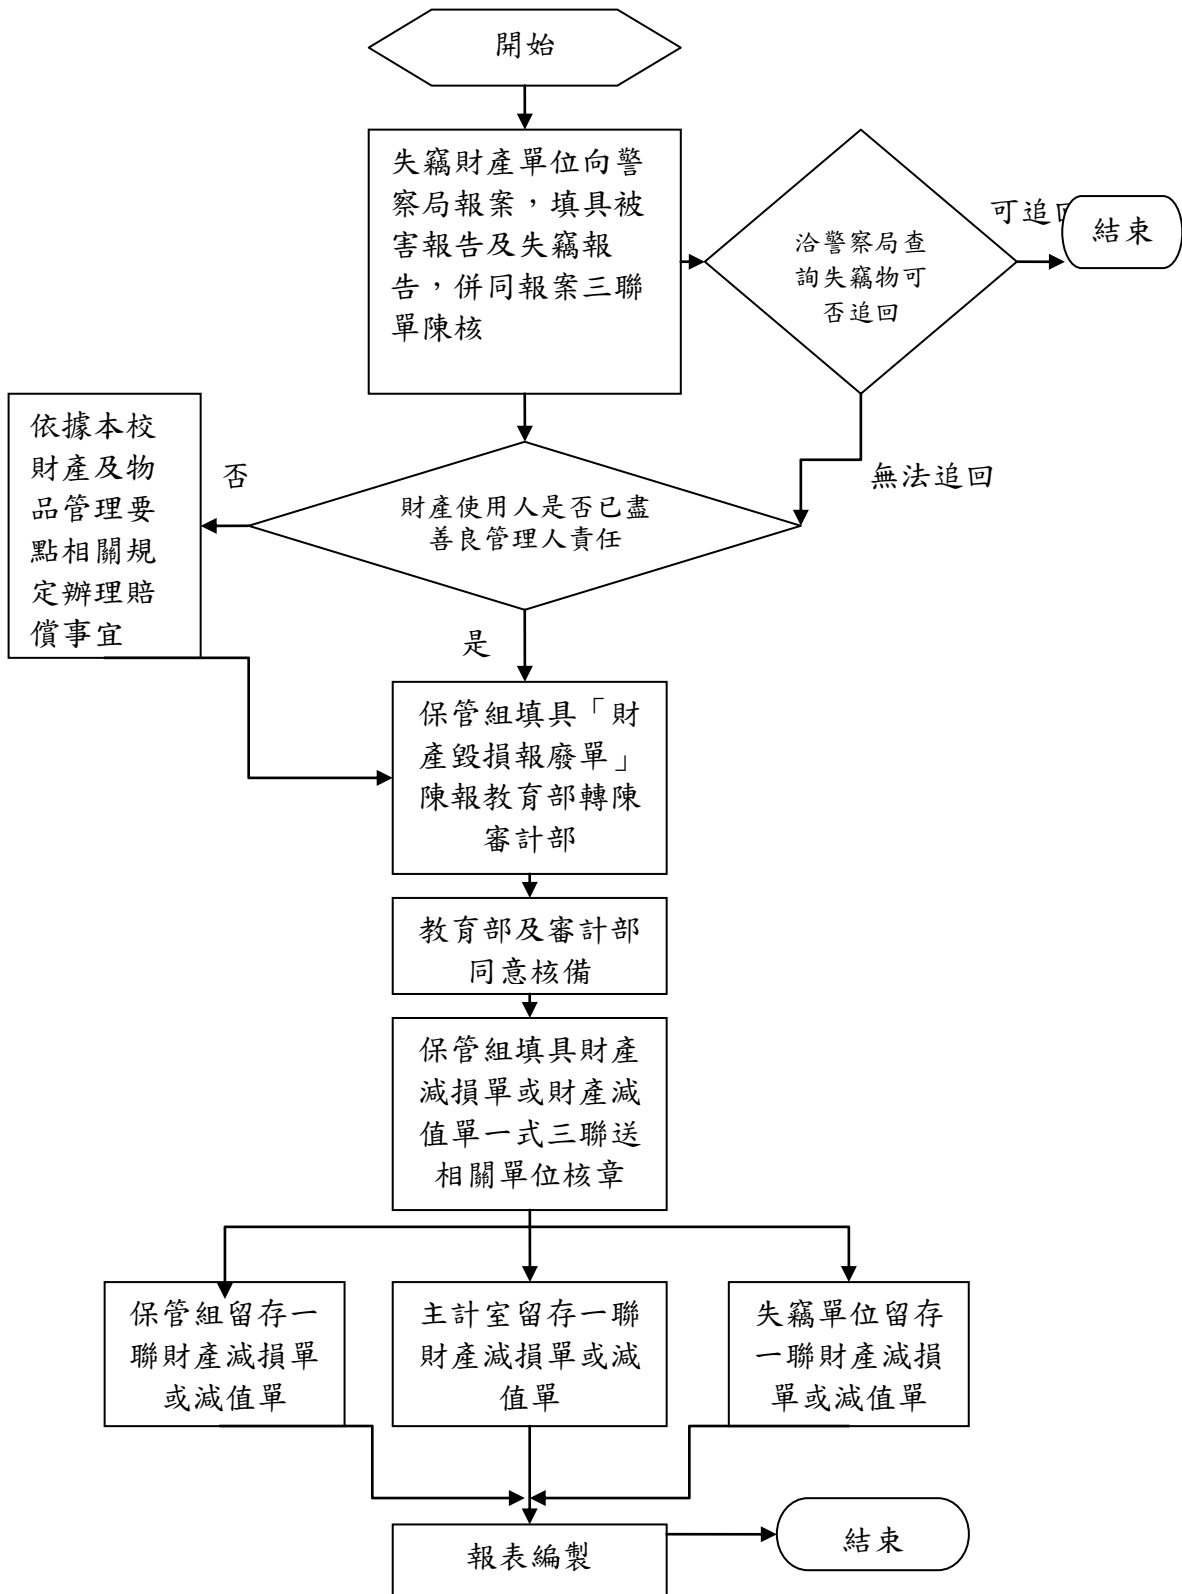 開始
失竊財產單位向警
察局報案，填具被
害報告及失竊報
告，併同報案三聯
單陳核
洽警察局查
詢失竊物可
否追回
可追回
結束
依據本校
財產及物
品管理要
點相關規
定辦理賠
償事宜
否
財產使用人是否已盡
善良管理人責任
無法追回
是
保管組填具「財
產毀損報廢單」
陳報教育部轉陳
審計部
教育部及審計部
同意核備
保管組填具財產
減損單或財產減
值單一式三聯送
相關單位核章
保管組留存一
聯財產減損單
或減值單
主計室留存一聯
財產減損單或減
值單
失竊單位留存
一聯財產減損
單或減值單
報表編製
結束